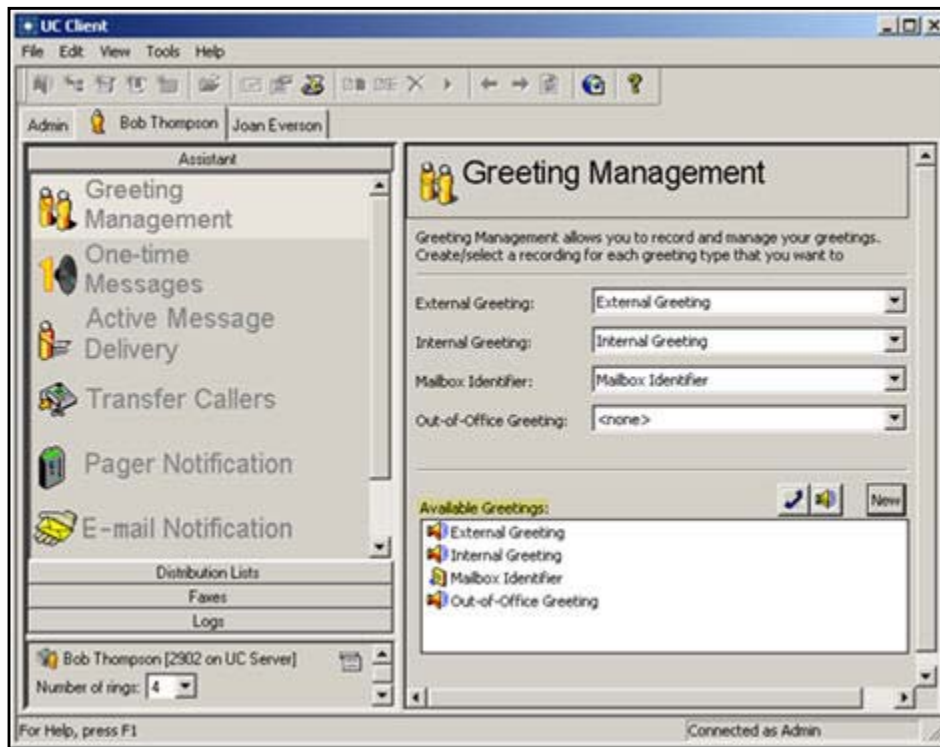 UC Client
File Edit View Tools Help
Admin Bob Thompson Joan Everson
Assistant
Greeting
Management
One-time
Messages
Active Message
Delivery
Transfer Callers
Pager Notification
E-mail Notification
Distribution Lists
Faxes
Logs
Bob Thompson [2902 on UC Server]
Number of rings: 4
Greeting Management
Greeting Management allows you to record and manage your greetings.
Create/select a recording for each greeting type that you want to
External Greeting: External Greeting
Internal Greeting: Internal Greeting
Mailbox Identifier: Mailbox Identifier
Out-of-Office Greeting: <none>
Available Greetings: New
External Greeting
Internal Greeting
Mailbox Identifier
Out-of-Office Greeting
For Help, press F1
Connected as Admin